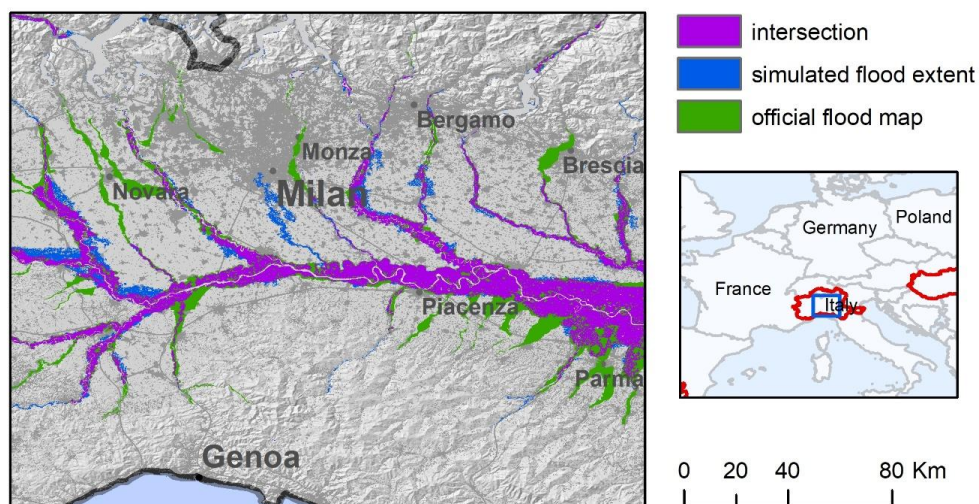 intersection
simulated flood extent
official flood map
Bergamo
Monza
Brescia
Novara
Milan
Piacenza
Parma
Genoa
Poland
Germany
France
Italy
0 20 40 80 Km